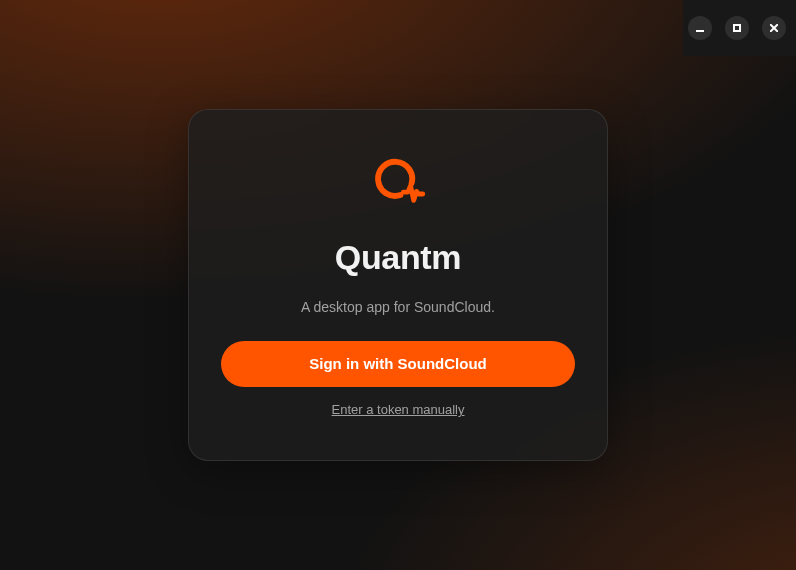 Quantm
A desktop app for SoundCloud.
Sign in with SoundCloud
Enter a token manually